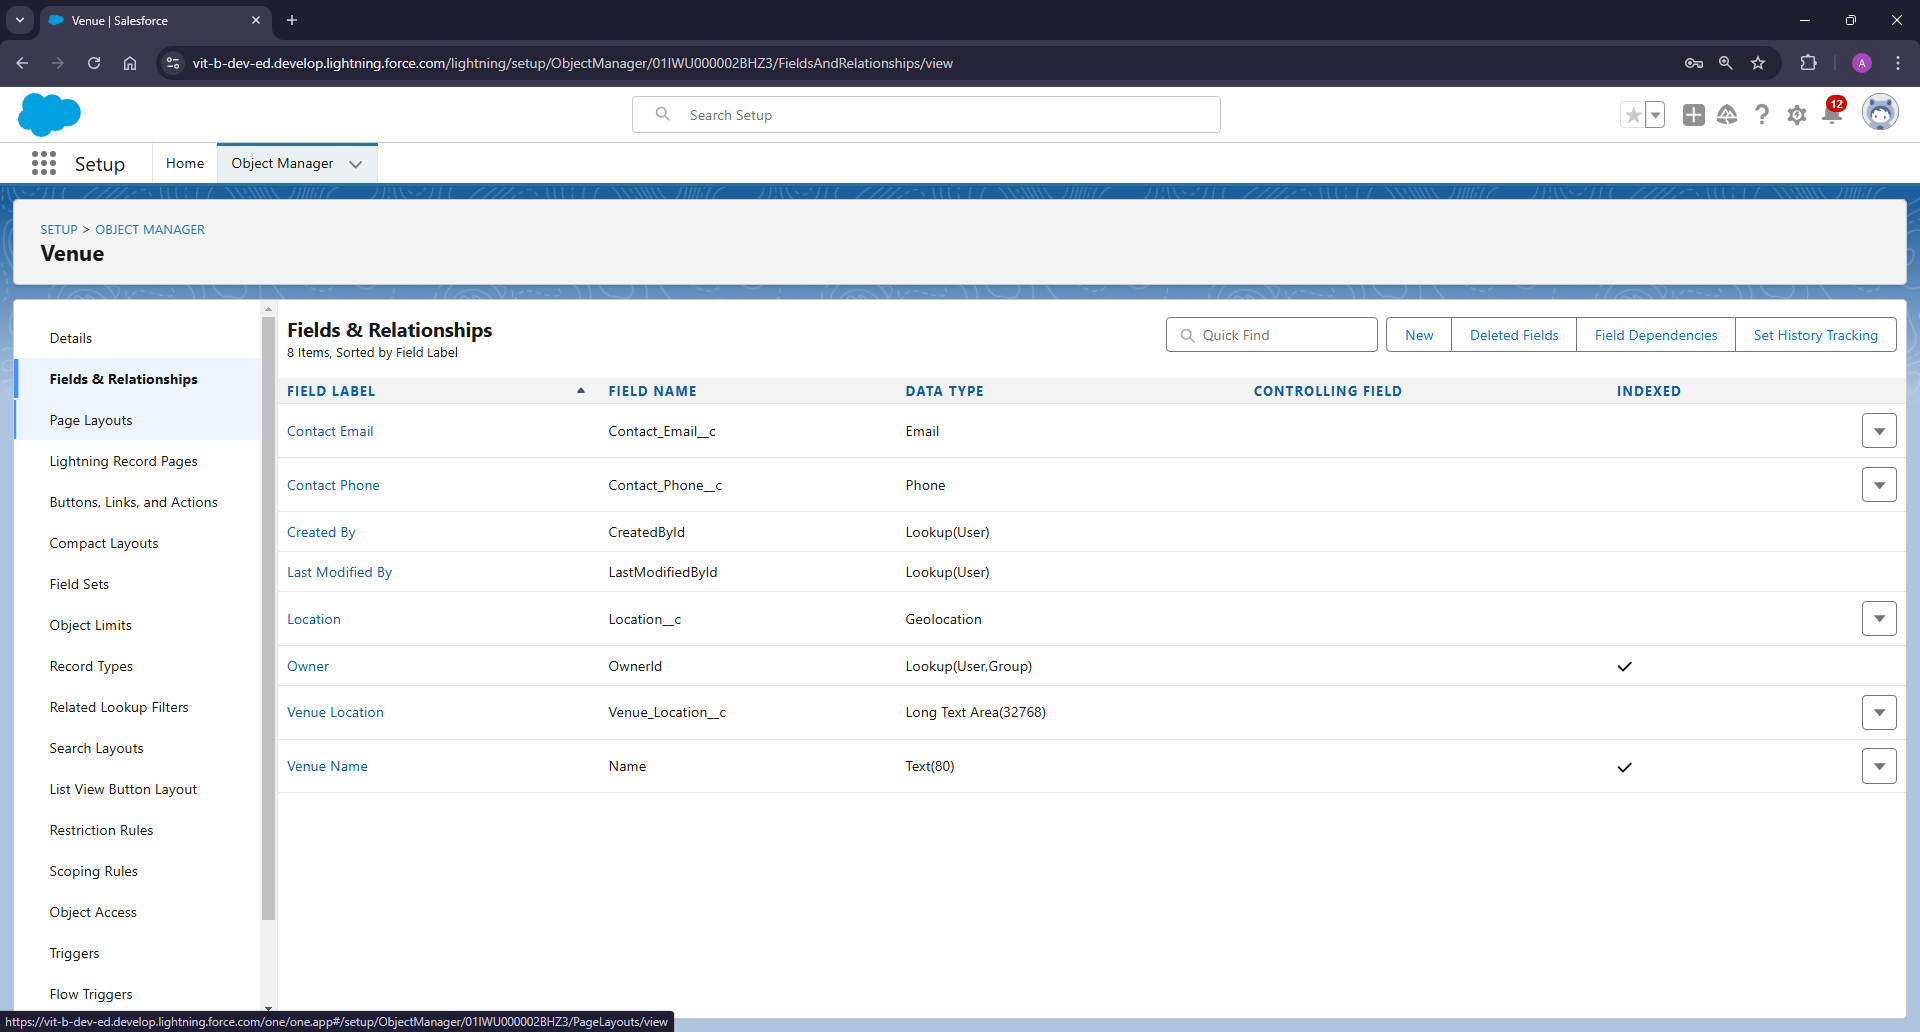 Venue | Salesforce
vit-b-dev-ed.develop.lightning.force.com/lightning/setup/ObjectManager/01IWU000002BHZ3/FieldsAndRelationships/view
A
Search Setup
12
Setup
Home
Object Manager
SETUP > OBJECT MANAGER
Venue
Details
Fields & Relationships
Page Layouts
Lightning Record Pages
Buttons, Links, and Actions
Compact Layouts
Field Sets
Object Limits
Record Types
Related Lookup Filters
Search Layouts
List View Button Layout
Restriction Rules
Scoping Rules
Object Access
Triggers
Flow Triggers
Fields & Relationships
8 Items, Sorted by Field Label
Quick Find
New
Deleted Fields
Field Dependencies
Set History Tracking
FIELD LABEL FIELD NAME DATA TYPE CONTROLLING FIELD INDEXED
Contact Email Contact_Email__c Email
Contact Phone Contact_Phone__c Phone
Created By CreatedById Lookup(User)
Last Modified By LastModifiedById Lookup(User)
Location Location__c Geolocation
Owner OwnerId Lookup(User,Group)
Venue Location Venue_Location__c Long Text Area(32768)
Venue Name Name Text(80)
https://vit-b-dev-ed.develop.lightning.force.com/one/one.app#/setup/ObjectManager/01IWU000002BHZ3/PageLayouts/view